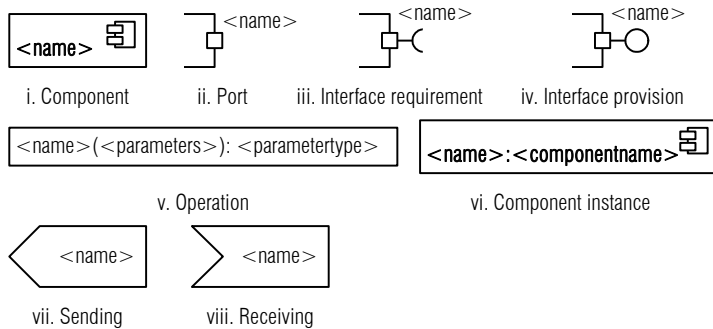 <name>
<name>
<name>
<name>
i. Component
ii. Port
iii. Interface requirement
iv. Interface provision
<name>(<parameters>): <parametertype>
<name>:<componentname>
v. Operation
vi. Component instance
<name>
<name>
vii. Sending
viii. Receiving